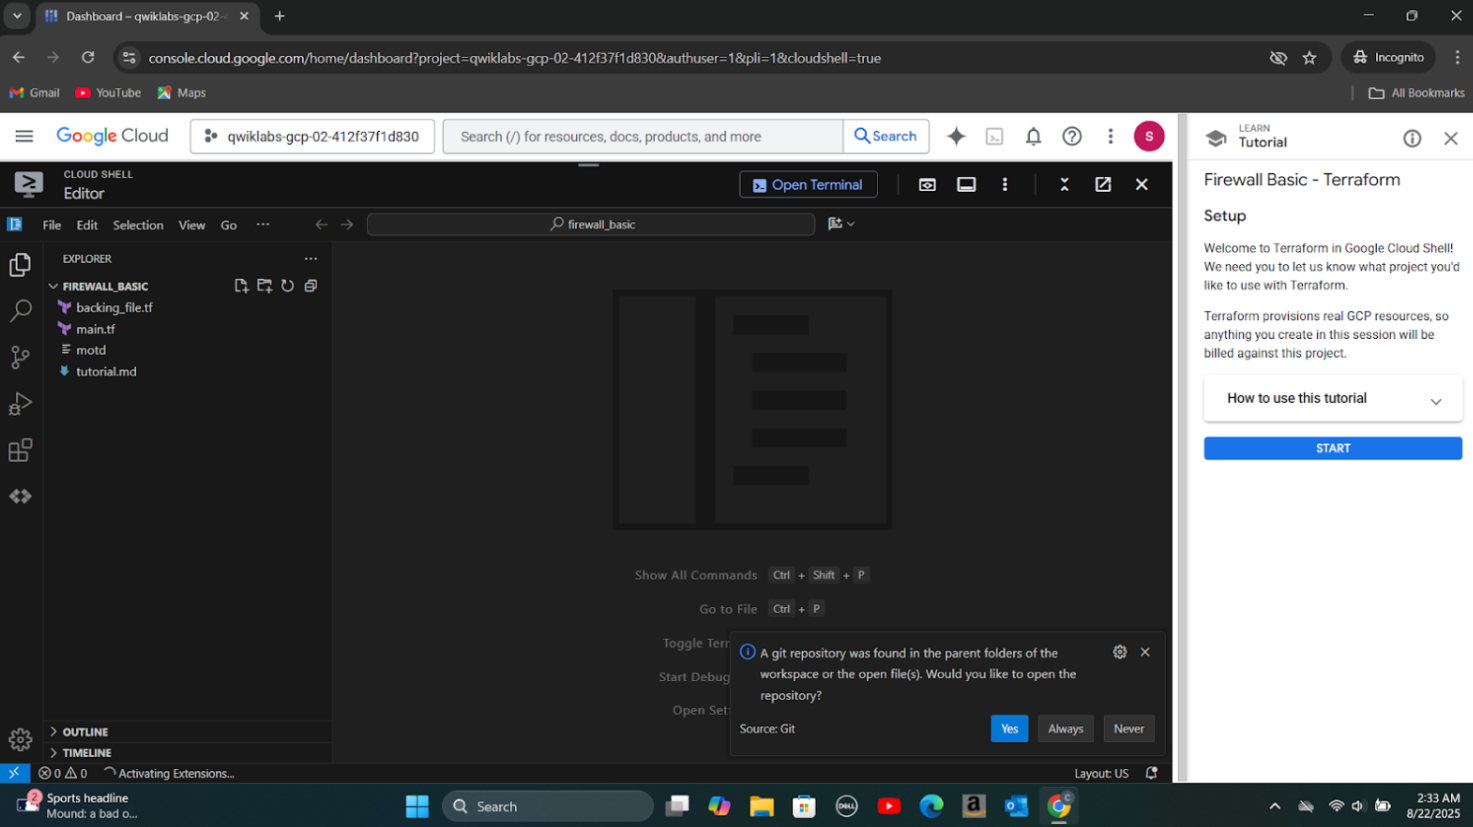 Dashboard – qwiklabs-gcp-02-4
console.cloud.google.com/home/dashboard?project=qwiklabs-gcp-02-412f37f1d830&authuser=1&pli=1&cloudshell=true
Incognito
Gmail
YouTube
Maps
All Bookmarks
Google Cloud
qwiklabs-gcp-02-412f37f1d830
Search (/) for resources, docs, products, and more
Search
S
LEARN
Tutorial
CLOUD SHELL
Editor
Open Terminal
File
Edit
Selection
View
Go
firewall_basic
EXPLORER
FIREWALL_BASIC
backing_file.tf
main.tf
motd
tutorial.md
Show All Commands Ctrl + Shift + P
Go to File Ctrl + P
Toggle Terr
Start Debug
Open Set
A git repository was found in the parent folders of the
workspace or the open file(s). Would you like to open the
repository?
Source: Git
Yes
Always
Never
OUTLINE
TIMELINE
0 0 Activating Extensions...
Layout: US
Firewall Basic - Terraform
Setup
Welcome to Terraform in Google Cloud Shell!
We need you to let us know what project you'd
like to use with Terraform.
Terraform provisions real GCP resources, so
anything you create in this session will be
billed against this project.
How to use this tutorial
START
2
Sports headline
Mound: a bad o...
Search
DELL
2:33 AM
8/22/2025